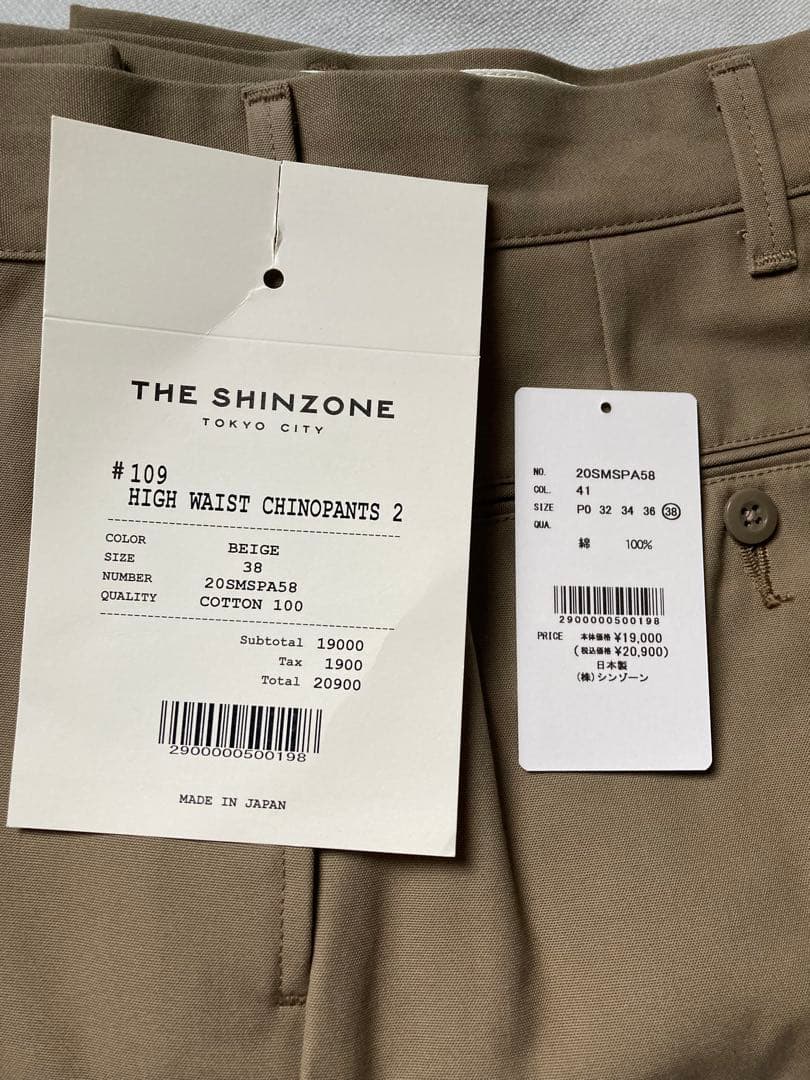 THE SHINZONE
TOKYO CITY
#109
HIGH WAIST CHINOPANTS 2
COLOR BEIGE
SIZE 38
NUMBER 20SMSPA58
QUALITY COTTON 100
Subtotal 19000
Tax 1900
Total 20900
2900000500198
MADE IN JAPAN
NO. 20SMSPA58
COL. 41
SIZE P0 32 34 36 38
QUA.
綿 100%
2900000500198
PRICE 本体価格 ¥19,000
(税込価格 ¥20,900)
日本製
(株)シンゾーン